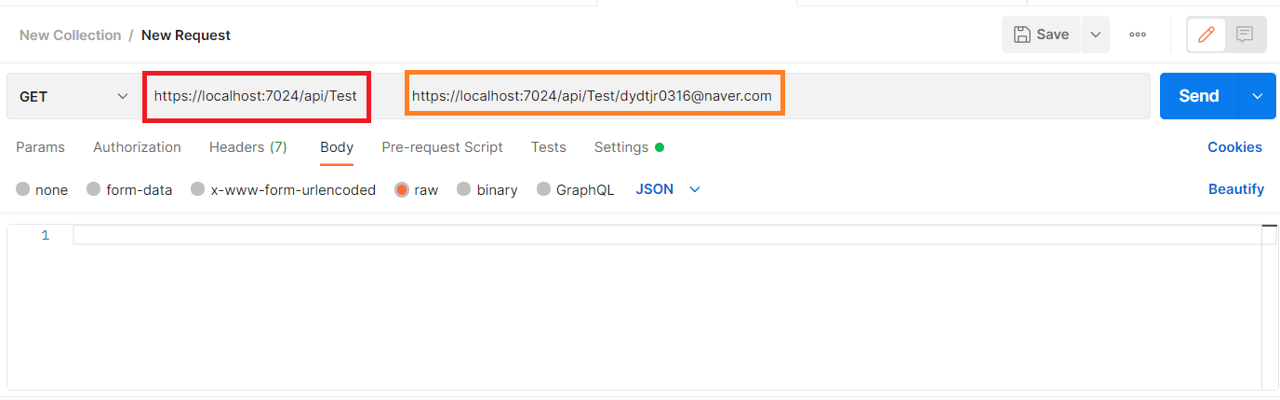 New Collection / New Request Save
GET https://localhost:7024/api/Test https://localhost:7024/api/Test/dydtjr0316@naver.com Send
Params Authorization Headers (7) Body Pre-request Script Tests Settings Cookies
none form-data x-www-form-urlencoded raw binary GraphQL JSON Beautify
1